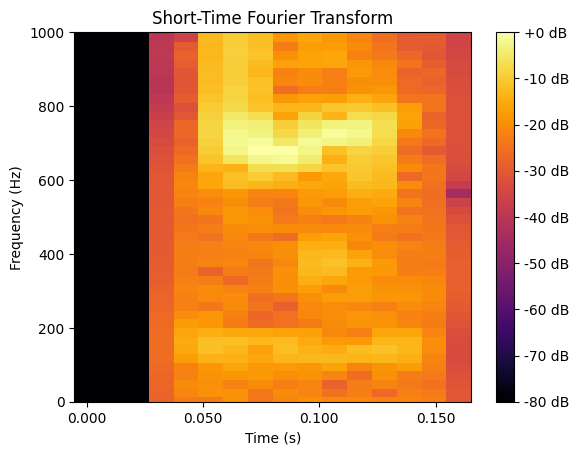 Short-Time Fourier Transform
Frequency (Hz)
1000
800
600
400
200
0
0.000
0.050
0.100
0.150
Time (s)
+0 dB
-10 dB
-20 dB
-30 dB
-40 dB
-50 dB
-60 dB
-70 dB
-80 dB